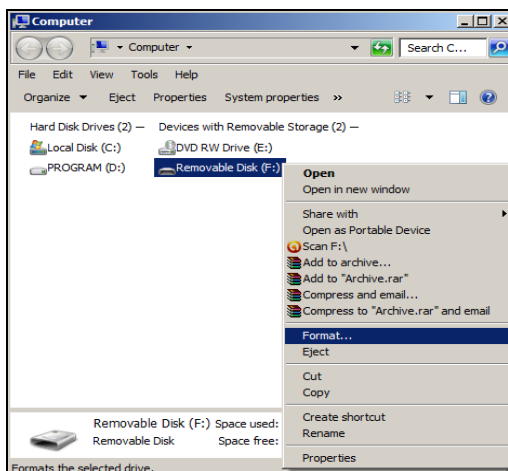 Computer
Computer
Search C...
File Edit View Tools Help
Organize Eject Properties System properties »
Hard Disk Drives (2) Devices with Removable Storage (2)
Local Disk (C:) DVD RW Drive (E:)
PROGRAM (D:) Removable Disk (F:)
Open
Open in new window
Share with
Open as Portable Device
Scan F:\
Add to archive...
Add to "Archive.rar"
Compress and email...
Compress to "Archive.rar" and email
Format...
Eject
Cut
Copy
Create shortcut
Rename
Properties
Removable Disk (F:) Space used:
Removable Disk Space free:
Formats the selected drive.